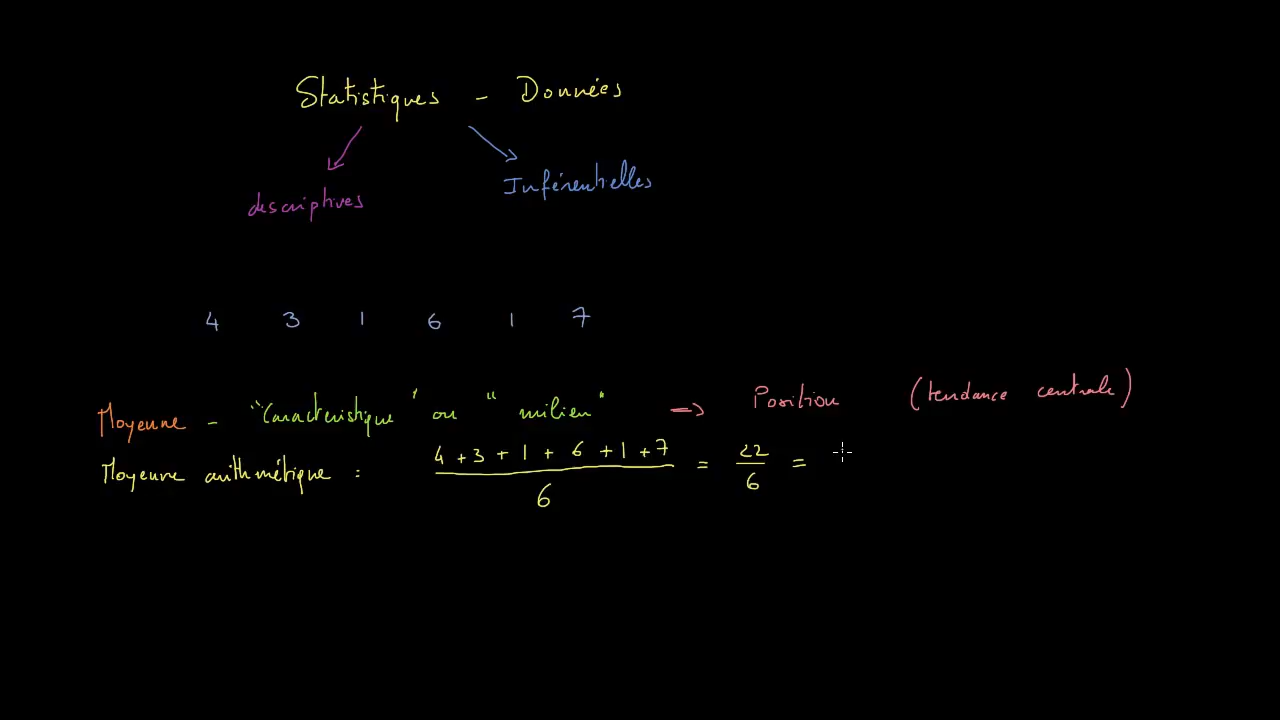 Statistiques - Données
descriptives
Inférentielles
4 3 1 6 1 7
Moyenne - "Caractéristique" ou "milieu" => Position (tendance centrale)
Moyenne arithmétique : 4 + 3 + 1 + 6 + 1 + 7 / 6 = 22 / 6 =